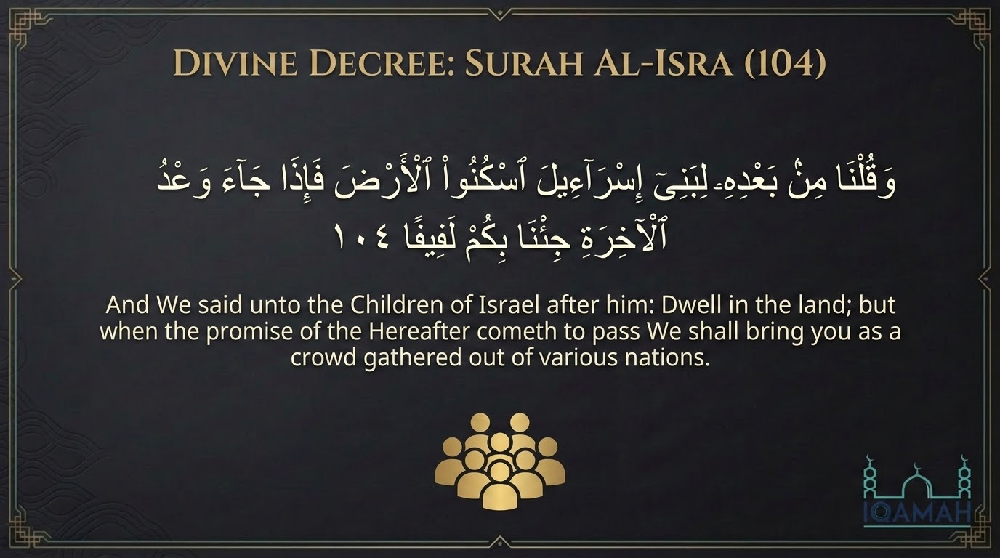 DIVINE DECREE: SURAH AL-ISRA (104)
وَقُلْنَا مِنۢ بَعْدِهِۦ لِبَنِىٓ إِسْرَآءِيلَ ٱسْكُنُوا۟ ٱلْأَرْضَ فَإِذَا جَآءَ وَعْدُ
ٱلْآخِرَةِ جِئْنَا بِكُمْ لَفِيفًا ١٠٤
And We said unto the Children of Israel after him: Dwell in the land; but
when the promise of the Hereafter cometh to pass We shall bring you as a
crowd gathered out of various nations.
IQAMAH